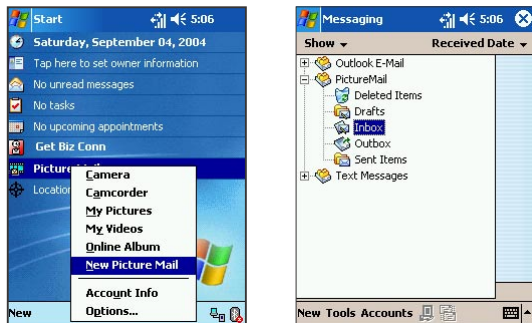 Start 5:06
Saturday, September 04, 2004
Tap here to set owner information
No unread messages
No tasks
No upcoming appointments
Get Biz Conn
Picture
Location
Camera
Camcorder
My Pictures
My Videos
Online Album
New Picture Mail
Account Info
Options...
New
Messaging 5:06
Show Received Date
Outlook E-Mail
PictureMail
Deleted Items
Drafts
Inbox
Outbox
Sent Items
Text Messages
New Tools Accounts